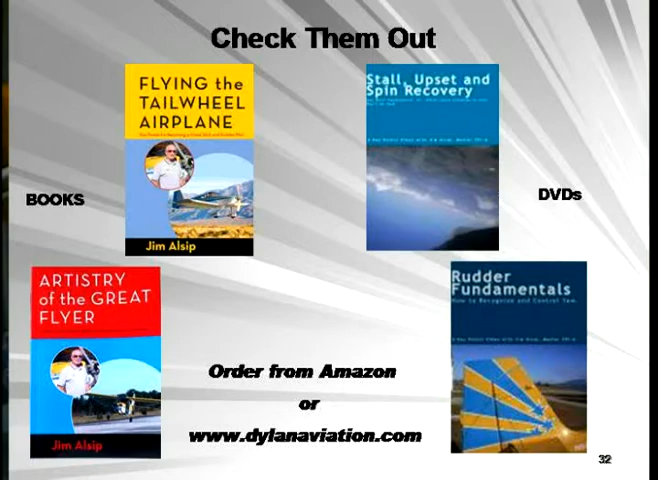 Check Them Out
FLYING the
TAILWHEEL
AIRPLANE
Jim Alsip
Stall, Upset and
Spin Recovery
BOOKS
DVDs
ARTISTRY
of the GREAT
FLYER
Jim Alsip
Rudder
Fundamentals
How to Recognize and Control Yaw
Order from Amazon
or
www.dylanaviation.com
32